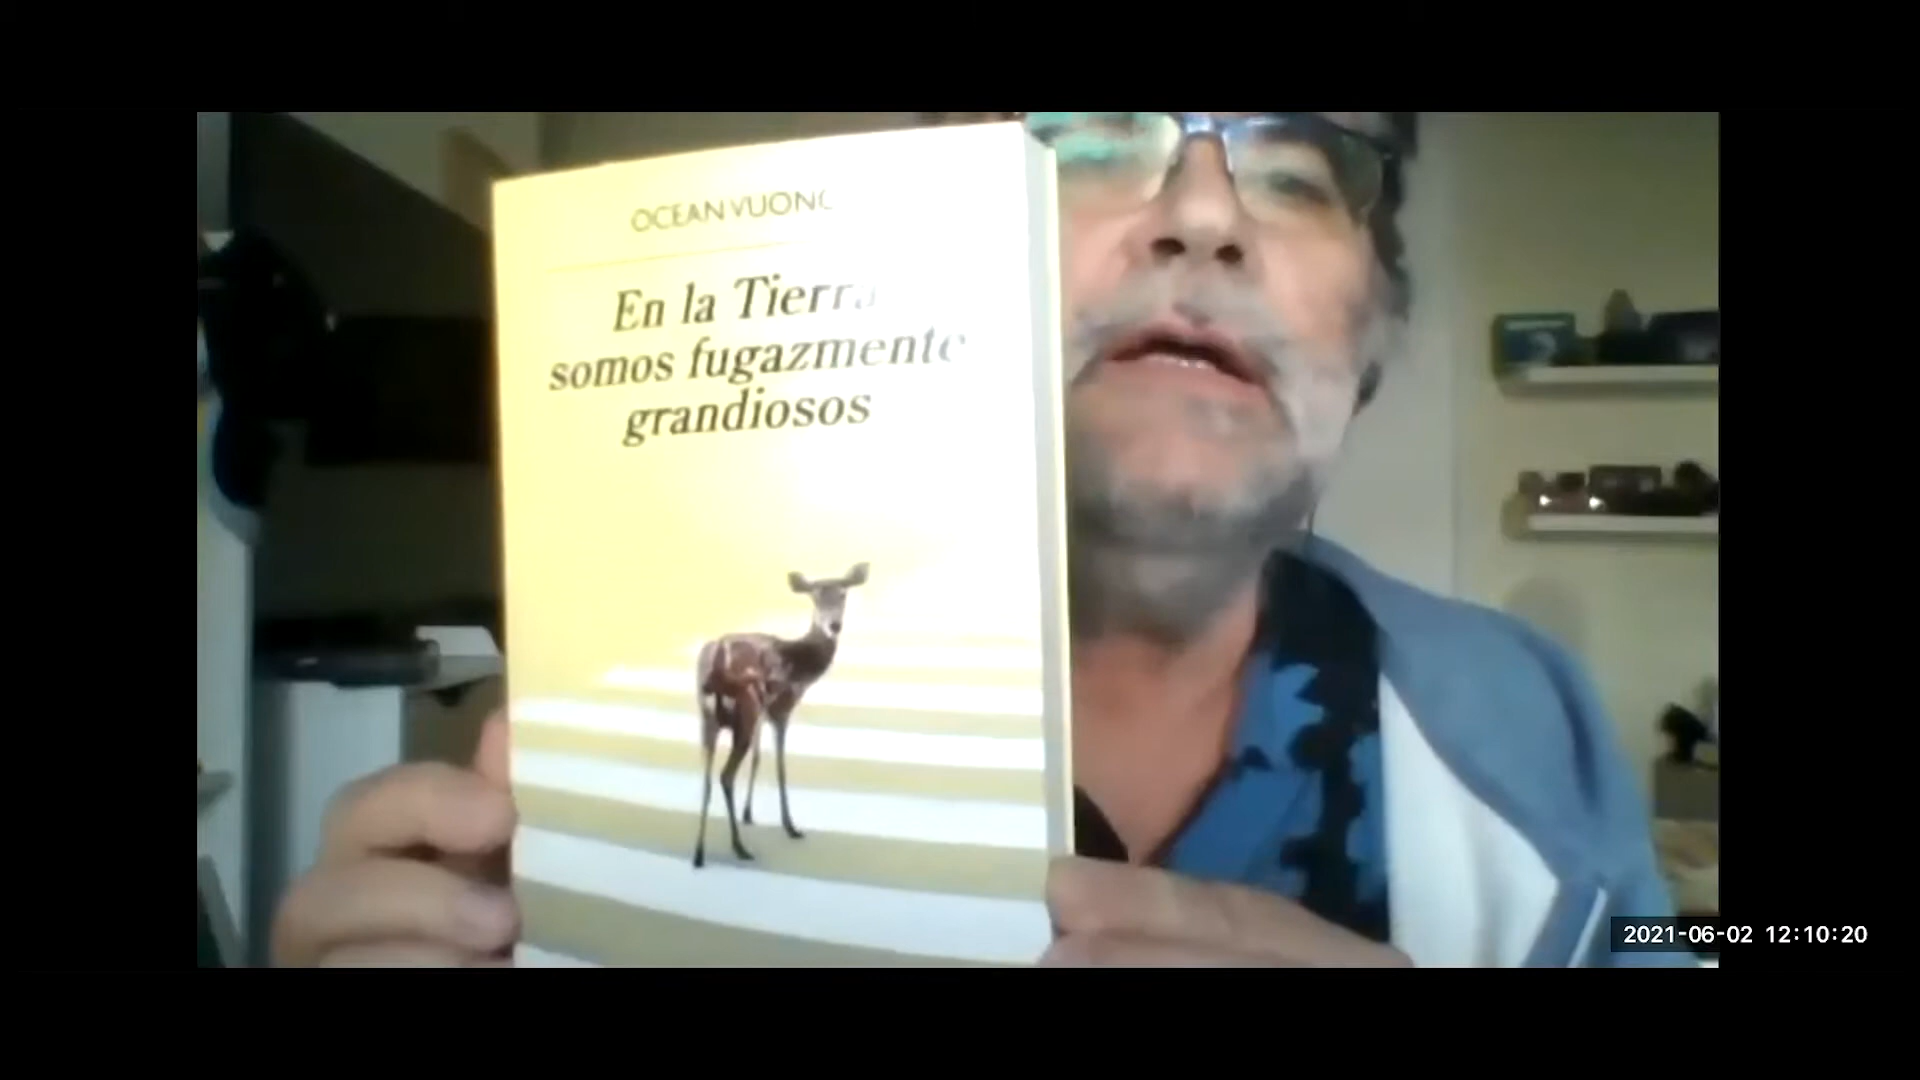 OCEAN VUONG
En la Tierra
somos fugazmente
grandiosos
2021-06-02 12:10:20